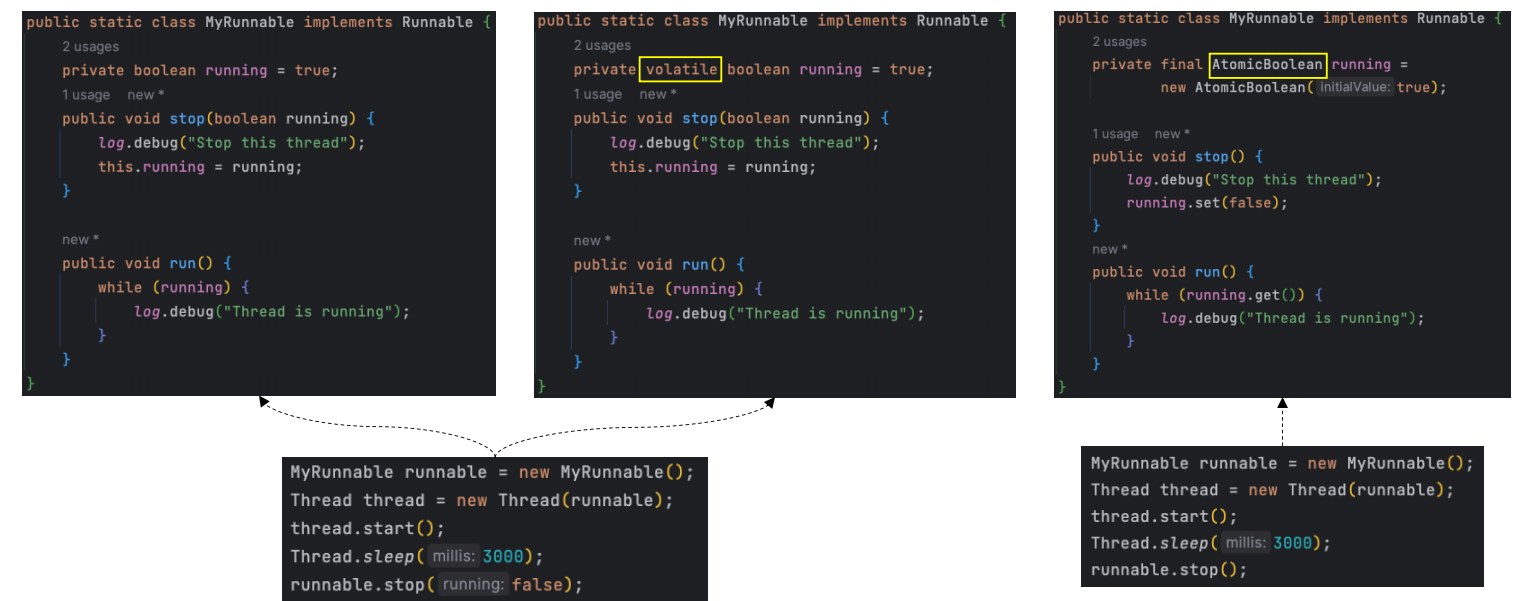 public static class MyRunnable implements Runnable {
2 usages
private boolean running = true;
1 usage new *
public void stop(boolean running) {
log.debug("Stop this thread");
this.running = running;
}
new *
public void run() {
while (running) {
log.debug("Thread is running");
}
}
}
public static class MyRunnable implements Runnable {
2 usages
private volatile boolean running = true;
1 usage new *
public void stop(boolean running) {
log.debug("Stop this thread");
this.running = running;
}
new *
public void run() {
while (running) {
log.debug("Thread is running");
}
}
}
public static class MyRunnable implements Runnable {
2 usages
private final AtomicBoolean running =
new AtomicBoolean( initialValue: true);
1 usage new *
public void stop() {
log.debug("Stop this thread");
running.set(false);
}
new *
public void run() {
while (running.get()) {
log.debug("Thread is running");
}
}
}
MyRunnable runnable = new MyRunnable();
Thread thread = new Thread(runnable);
thread.start();
Thread.sleep( millis: 3000);
runnable.stop( running: false);
MyRunnable runnable = new MyRunnable();
Thread thread = new Thread(runnable);
thread.start();
Thread.sleep( millis: 3000);
runnable.stop();